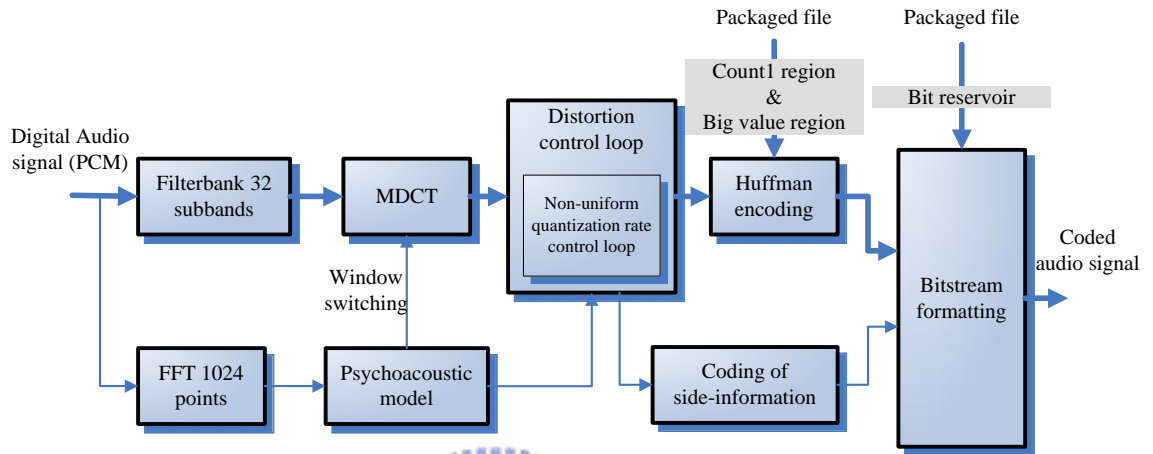 Packaged file
Packaged file
Count1 region
&
Big value region
Bit reservoir
Digital Audio
signal (PCM)
Filterbank 32
subbands
MDCT
Distortion
control loop
Non-uniform
quantization rate
control loop
Huffman
encoding
Coded
audio signal
Bitstream
formatting
Window
switching
FFT 1024
points
Psychoacoustic
model
Coding of
side-information